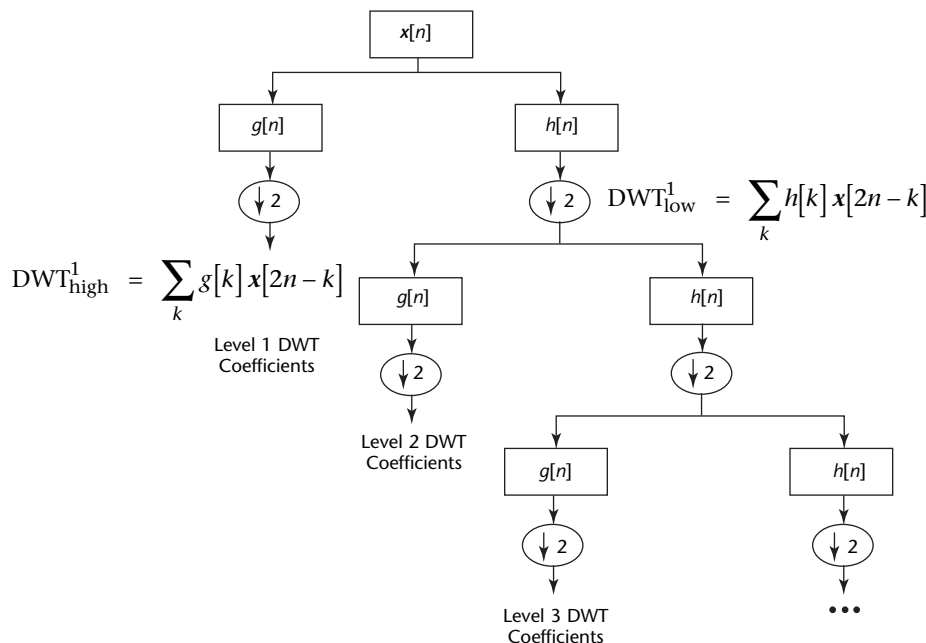 x[n]
g[n]
h[n]
↓ 2
↓ 2
DWT¹low = ∑k h[k] x[2n – k]
DWT¹high = ∑k g[k] x[2n – k]
g[n]
h[n]
Level 1 DWT
Coefficients
↓ 2
↓ 2
Level 2 DWT
Coefficients
g[n]
h[n]
↓ 2
↓ 2
Level 3 DWT
Coefficients
•••